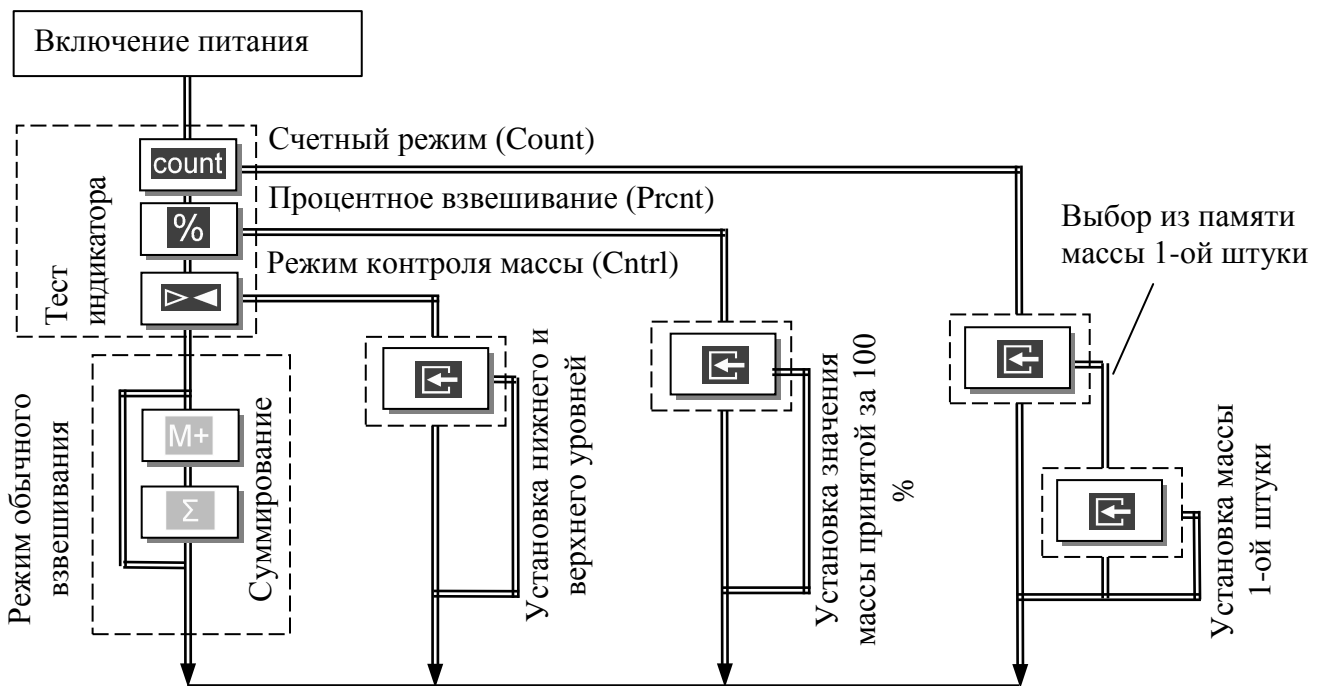 Включение питания
Счетный режим (Count)
count
Процентное взвешивание (Prcnt)
%
Режим контроля массы (Cntrl)
Тест
индикатора
Выбор из памяти
массы 1-ой штуки
Режим обычного
взвешивания
M+
Σ
Суммирование
Установка нижнего и
верхнего уровней
Установка значения
массы принятой за 100
%
Установка массы
1-ой штуки